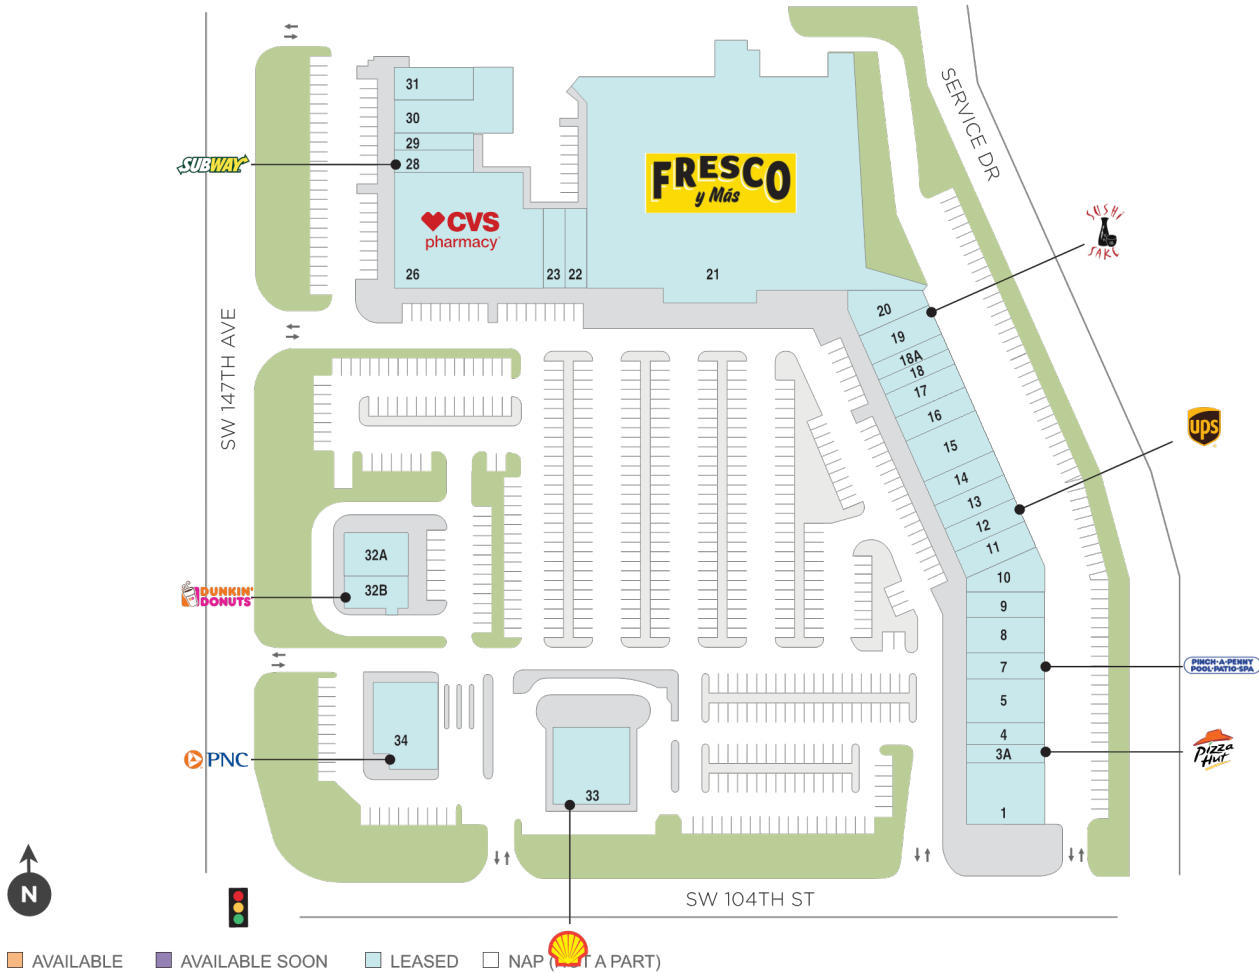 31
30
29
SUBWAY
28
FRESCO
y Más
CVS
pharmacy
26
23
22
21
SERVICE DR
SUSHI
SAKE
20
19
18A
18
17
16
15
14
13
12
11
10
9
8
7
5
4
3A
1
ups
SW 147TH AVE
32A
32B
DUNKIN'
DONUTS
PINCH-A-PENNY
POOL-PATIO-SPA
Pizza
Hut
34
PNC
33
SW 104TH ST
N
AVAILABLE
AVAILABLE SOON
LEASED
NAP (NOT A PART)